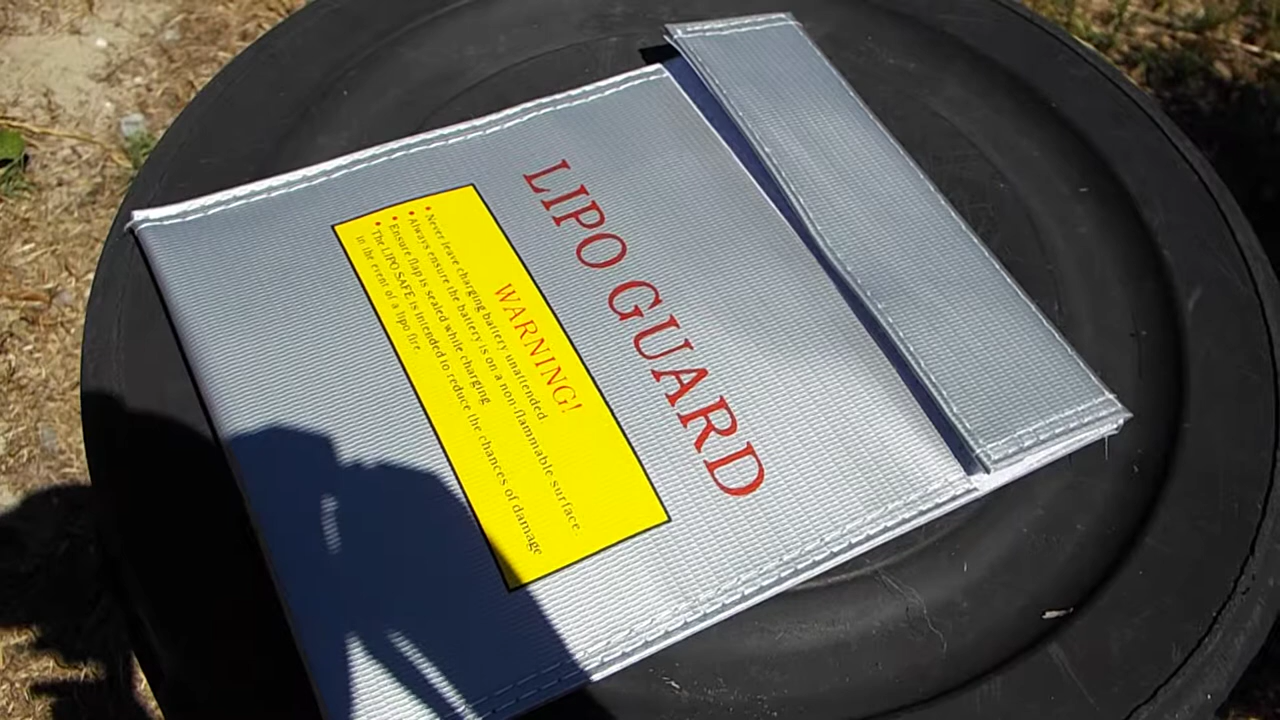 LIPO GUARD
WARNING!
• Never leave charging battery unattended
• Always ensure the battery is on a non-flammable surface.
• Ensure flap is sealed while charging
• The LIPO SAFE is intended to reduce the chances of damage
in the event of a lipo fire.